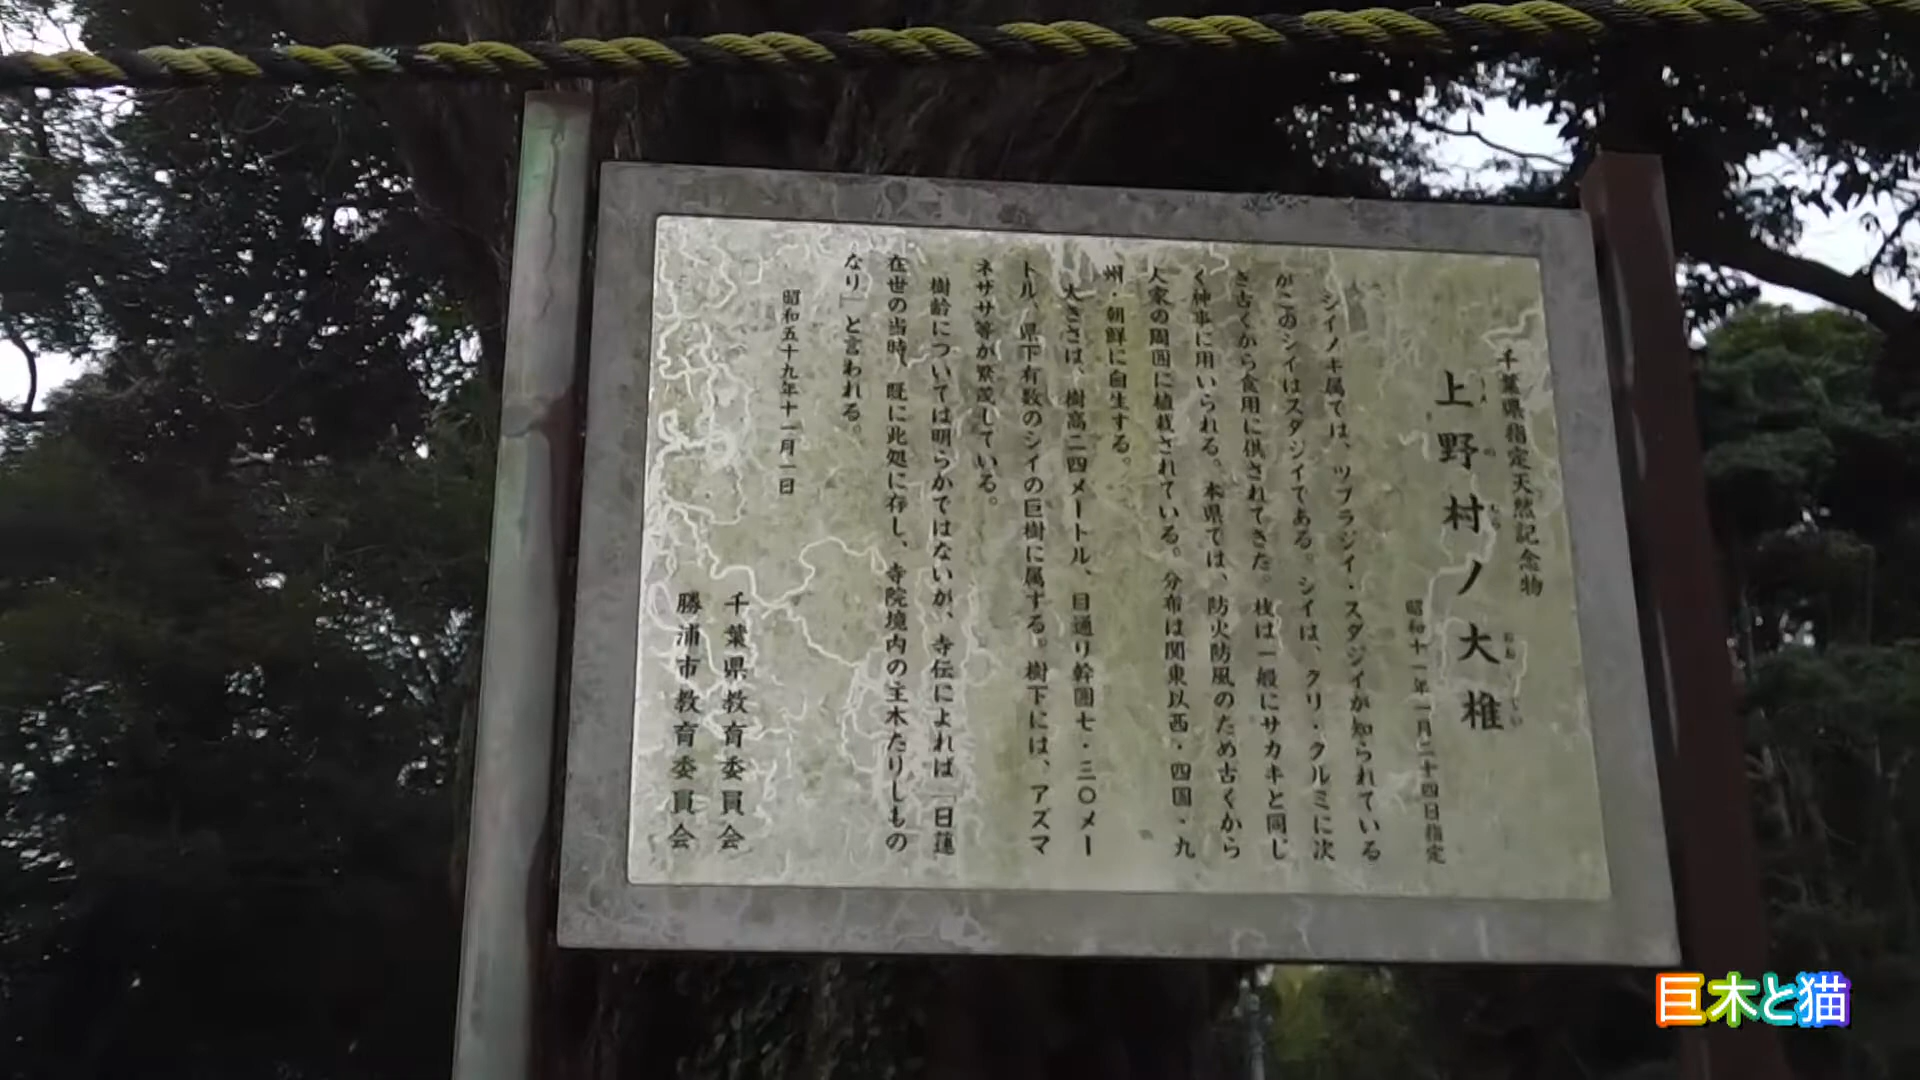 千葉県指定天然記念物
上野村ノ大椎
昭和十一年一月二十四日指定
シイノキ属では、ツブラジイ・スダジイが知られている
がこのシイはスダジイである。シイは、クリ・クルミに次
ぎ古くから食用に供されてきた。枝は一般にサカキと同じ
く神事に用いられる。本県では、防火防風のため古くから
人家の周囲に植栽されている。分布は関東以西・四国・九
州・朝鮮に自生する。
大きさは、樹高二四メートル、目通り幹囲七・三〇メー
トル、県下有数のシイの巨樹に属する。樹下には、アズマ
ネザサ等が繁茂している。
樹齢については明らかではないが、寺伝によれば「日蓮
在世の当時、既に此処に存し、寺院境内の主木たりしもの
なり」と言われる。
昭和五十九年十一月一日
千葉県教育委員会
勝浦市教育委員会
巨木と猫